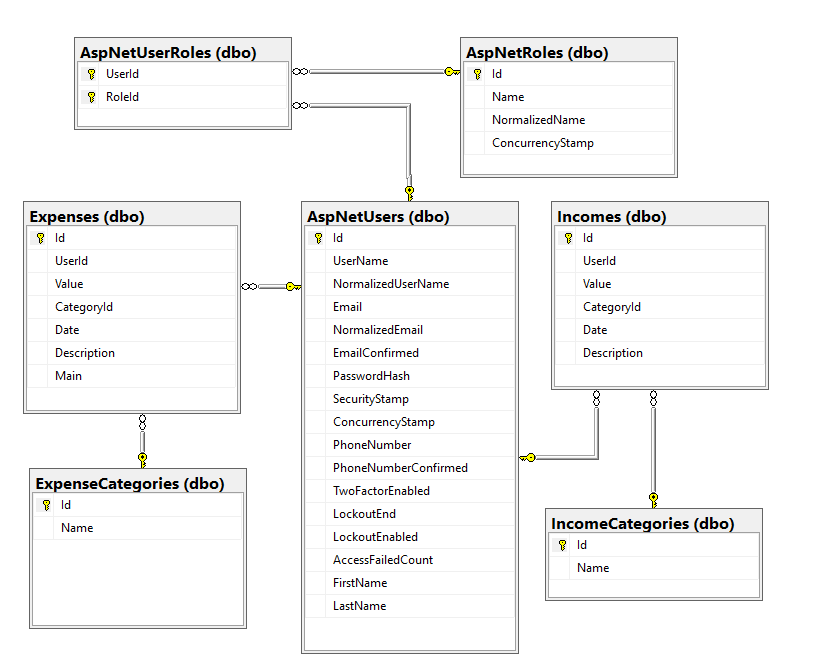 AspNetUserRoles (dbo)
UserId
RoleId
AspNetRoles (dbo)
Id
Name
NormalizedName
ConcurrencyStamp
Expenses (dbo)
Id
UserId
Value
CategoryId
Date
Description
Main
AspNetUsers (dbo)
Id
UserName
NormalizedUserName
Email
NormalizedEmail
EmailConfirmed
PasswordHash
SecurityStamp
ConcurrencyStamp
PhoneNumber
PhoneNumberConfirmed
TwoFactorEnabled
LockoutEnd
LockoutEnabled
AccessFailedCount
FirstName
LastName
Incomes (dbo)
Id
UserId
Value
CategoryId
Date
Description
ExpenseCategories (dbo)
Id
Name
IncomeCategories (dbo)
Id
Name